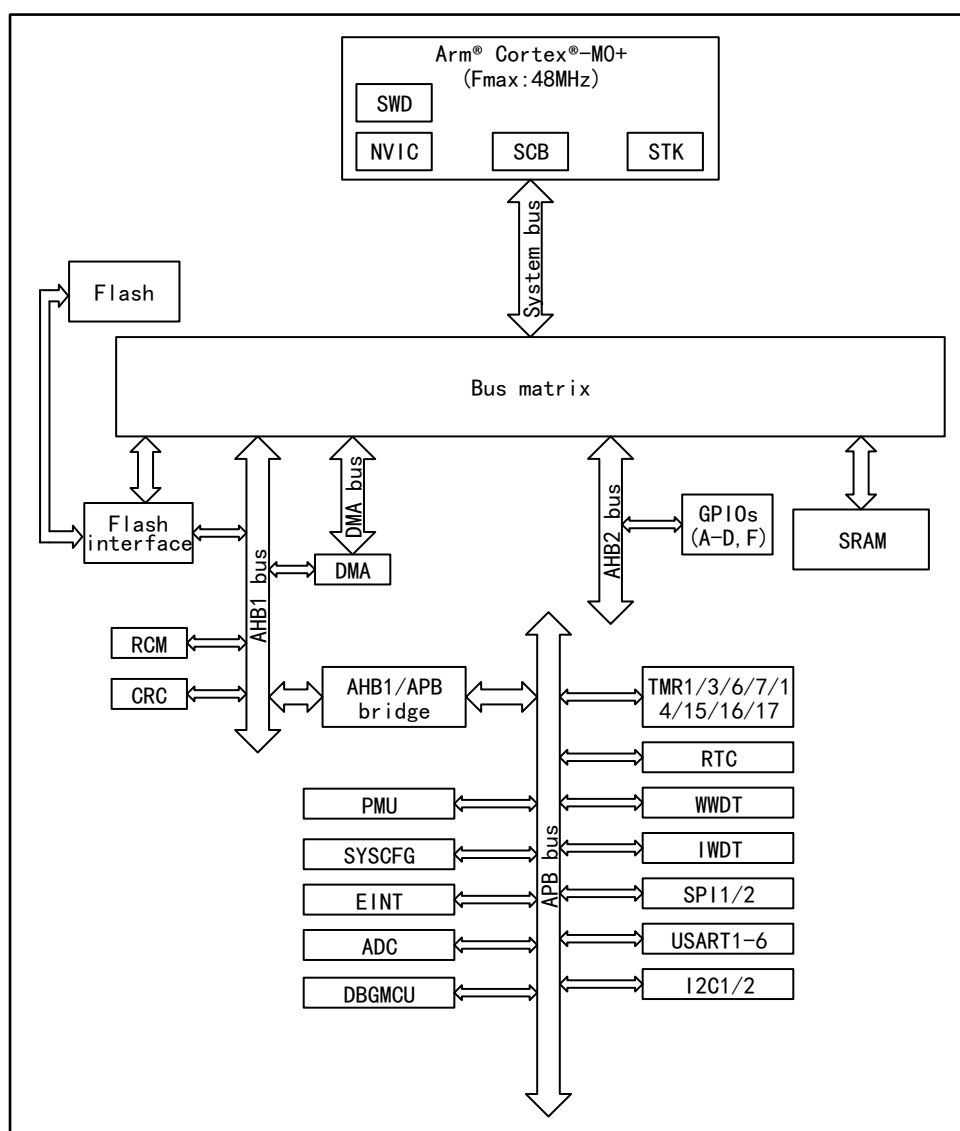 Arm® Cortex®-M0+
(Fmax:48MHz)
SWD
NVIC
SCB
STK
System bus
Flash
Bus matrix
Flash
interface
AHB1 bus
DMA bus
DMA
AHB2 bus
GPIOs
(A-D,F)
SRAM
RCM
CRC
AHB1/APB
bridge
APB bus
TMR1/3/6/7/1
4/15/16/17
RTC
PMU
WWDT
SYSCFG
IWDT
EINT
SPI1/2
ADC
USART1-6
DBGMCU
I2C1/2